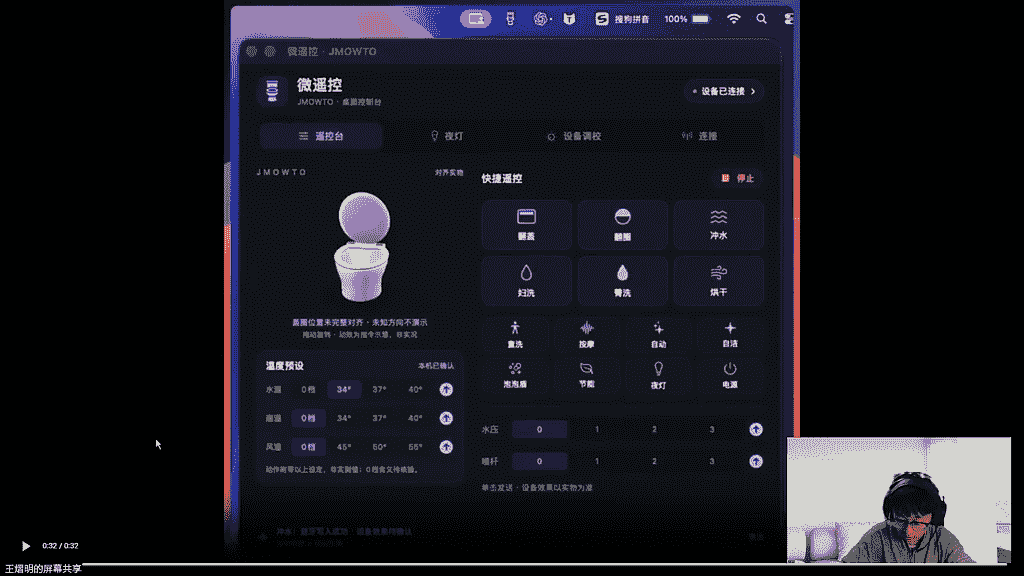 搜狗拼音 100%
微遥控 · JMOWTO
微遥控
JMOWTO · 桌面控制台
设备已连接
遥控台
夜灯
设备调校
连接
JMOWTO
对齐实物
快捷遥控
停止
翻盖
翻圈
冲水
妇洗
臀洗
烘干
盖圈位置未完整对齐 · 未知方向不演示
童洗
按摩
自动
自洁
泡泡盾
节能
夜灯
电源
温度预设
本机已确认
水温 0档 34° 37° 40°
座温 0档 34° 37° 40°
风温 0档 45° 50° 55°
水压 0 1 2 3
喷杆 0 1 2 3
单击发送 · 设备效果以实物为准
0:32 / 0:32
王熠明的屏幕共享